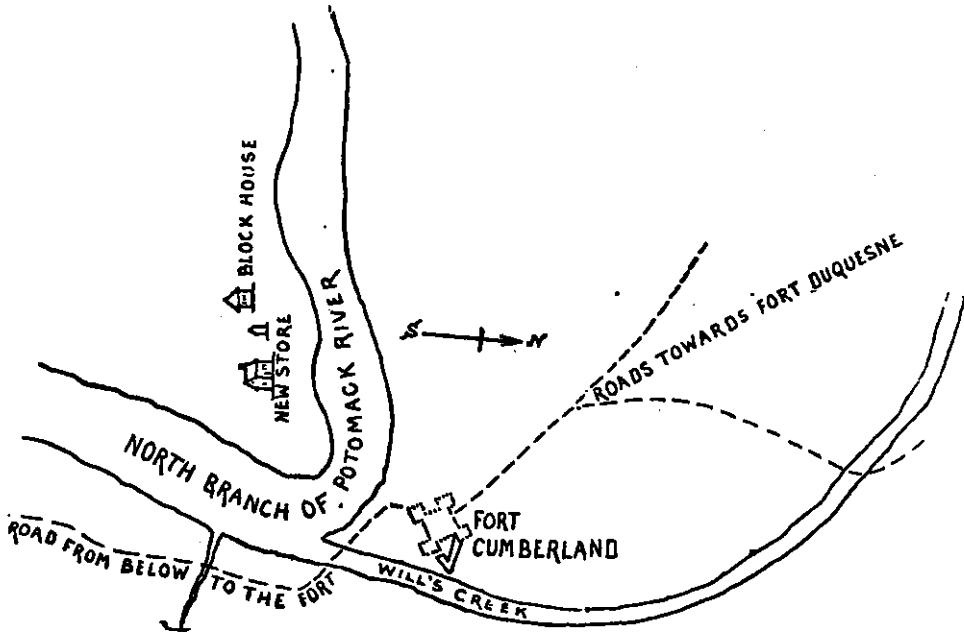 BLOCK HOUSE
NEW STORE
NORTH BRANCH OF POTOMACK RIVER
S N
ROADS TOWARDS FORT DUQUESNE
FORT
CUMBERLAND
WILL'S CREEK
ROAD FROM BELOW TO THE FORT